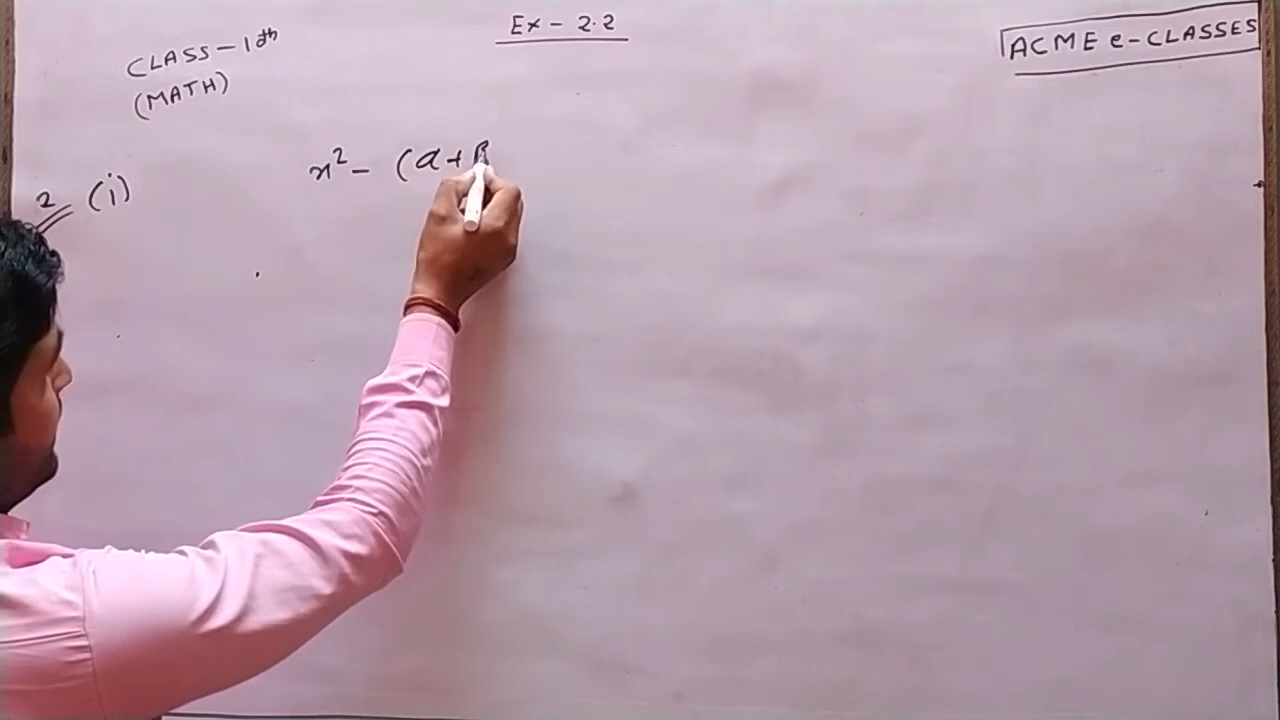 Ex - 2.2
CLASS - 10th
(MATH)
ACME e-CLASSES
x² - (α + β
2 (i)